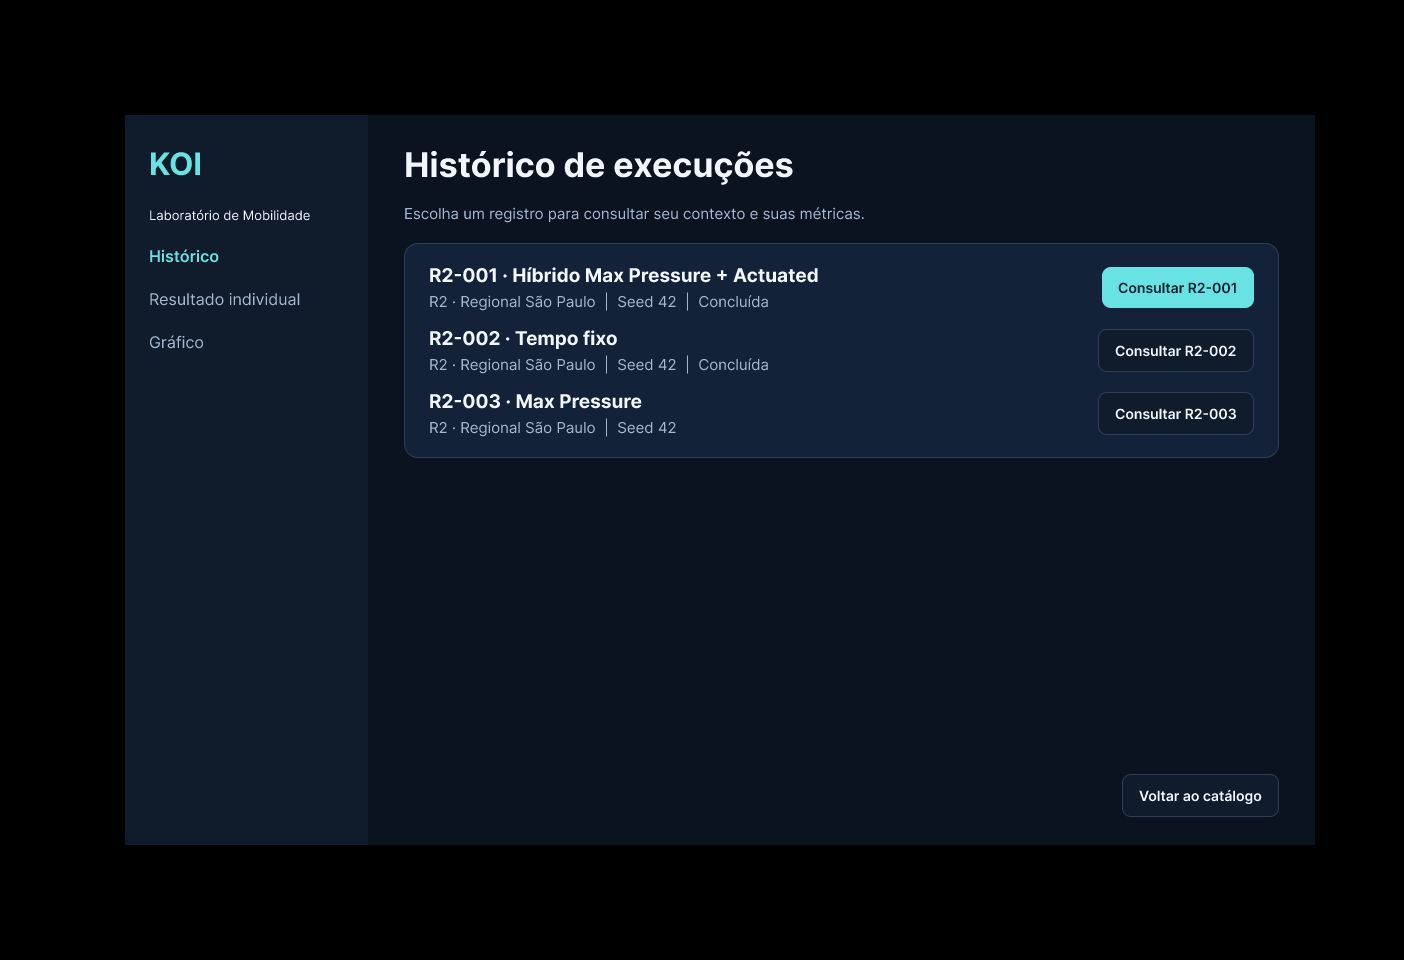 KOI
Laboratório de Mobilidade
Histórico
Resultado individual
Gráfico
Histórico de execuções
Escolha um registro para consultar seu contexto e suas métricas.
R2-001 · Híbrido Max Pressure + Actuated
R2 · Regional São Paulo | Seed 42 | Concluída
Consultar R2-001
R2-002 · Tempo fixo
R2 · Regional São Paulo | Seed 42 | Concluída
Consultar R2-002
R2-003 · Max Pressure
R2 · Regional São Paulo | Seed 42
Consultar R2-003
Voltar ao catálogo